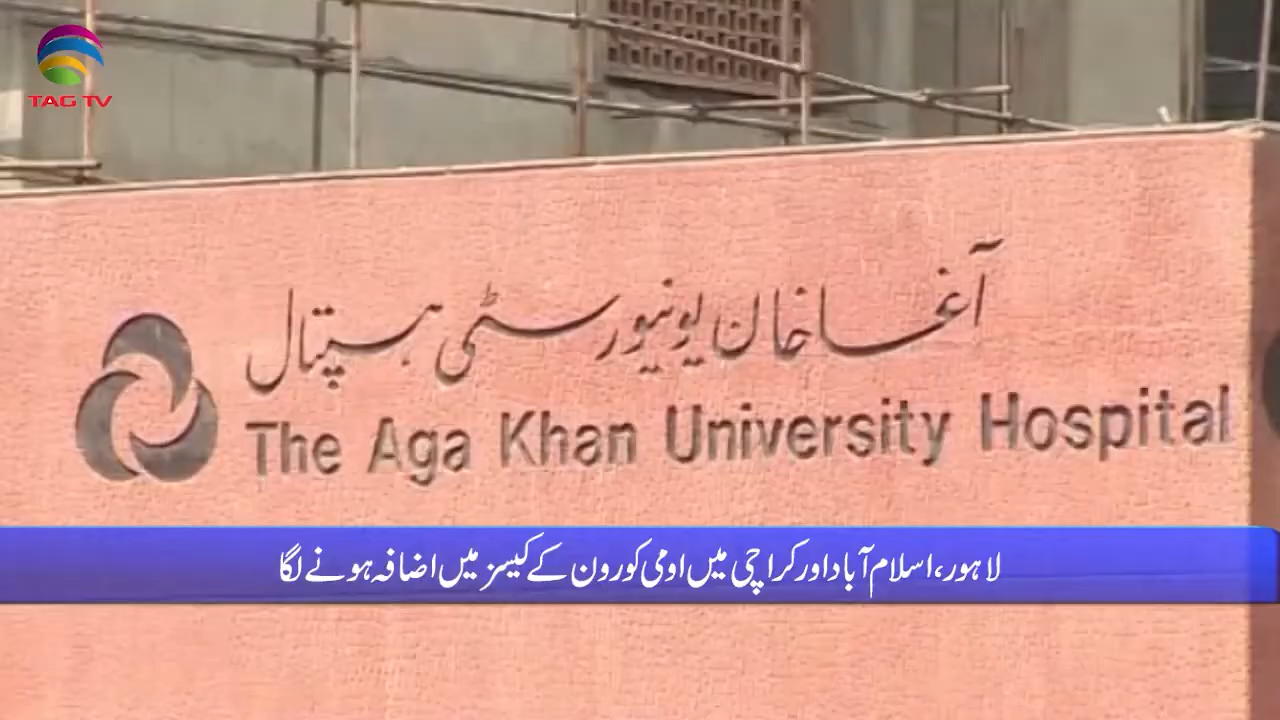 TAG TV
آغا خان یونیورسٹی ہسپتال
The Aga Khan University Hospital
لاہور، اسلام آباد اور کراچی میں اومی کورون کے کیسز میں اضافہ ہونے لگا